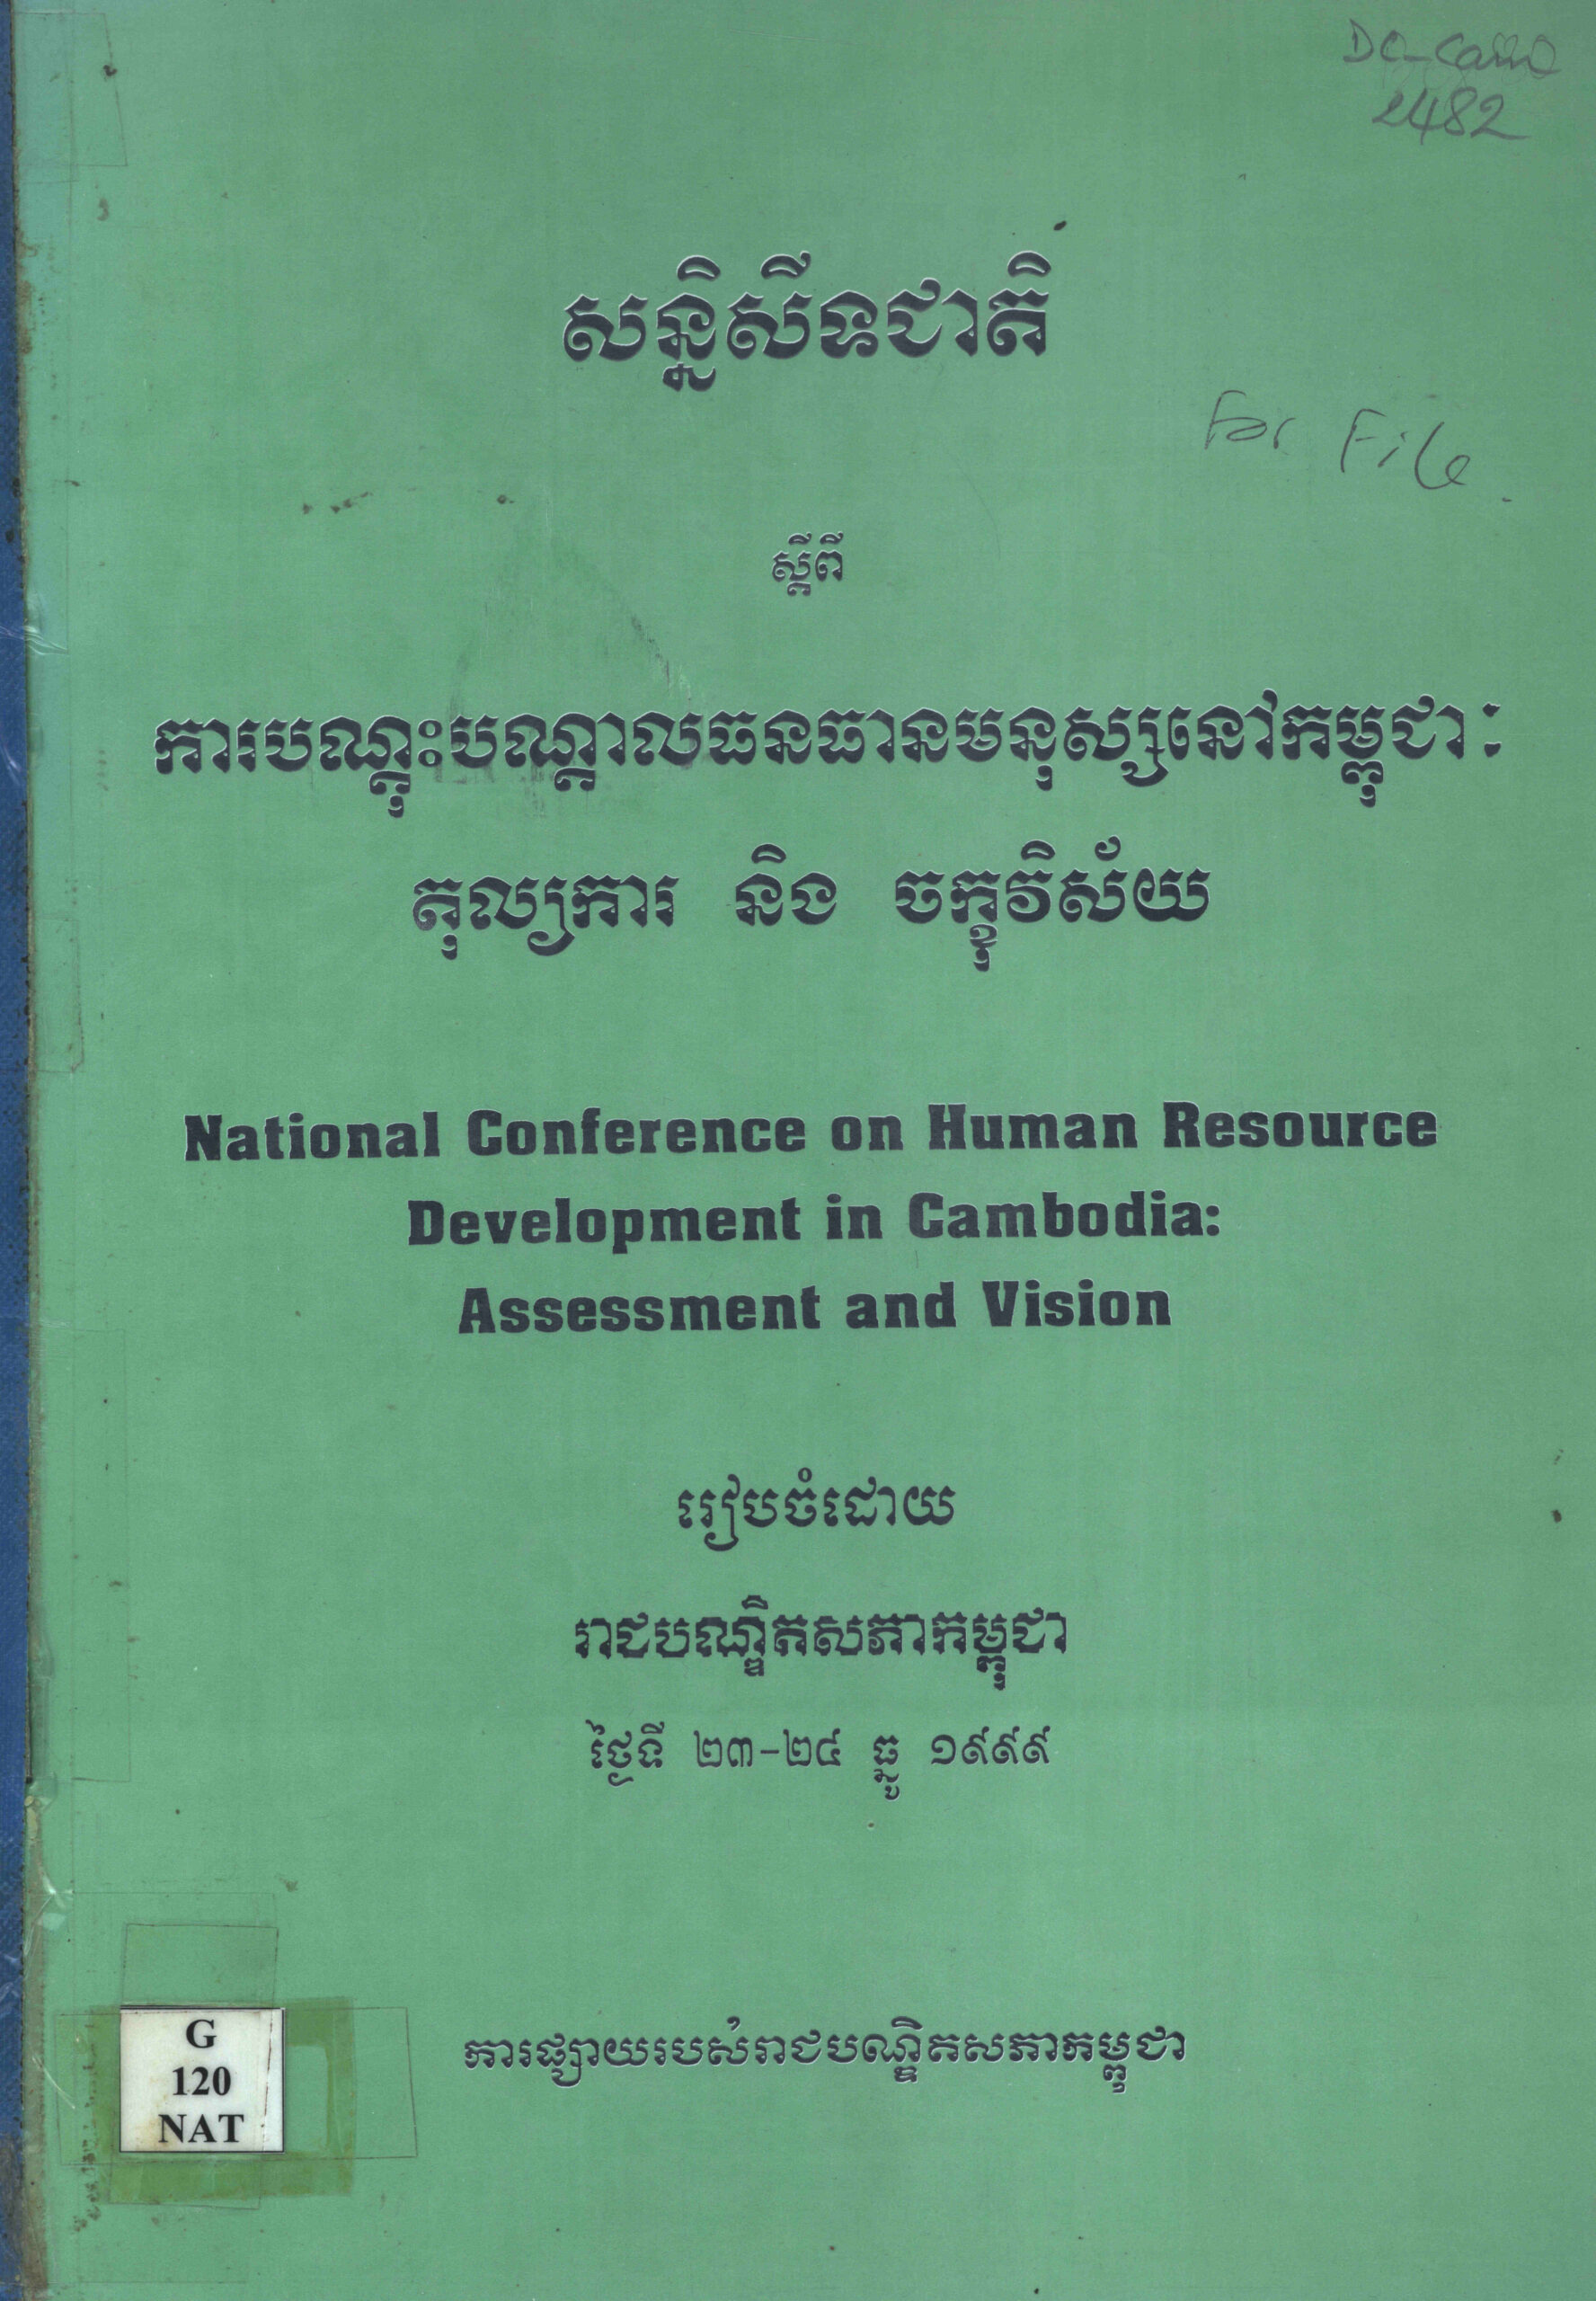 DC-Cam
2482
សន្និសីទជាតិ
For File.
ស្ដីពី
ការបណ្ដុះបណ្ដាលធនធានមនុស្សនៅកម្ពុជា:
តុល្យការ និង ចក្ខុវិស័យ
National Conference on Human Resource
Development in Cambodia:
Assessment and Vision
រៀបចំដោយ
រាជបណ្ឌិតសភាកម្ពុជា
ថ្ងៃទី ២៣-២៤ ធ្នូ ១៩៩៩
ការផ្សាយរបស់រាជបណ្ឌិតសភាកម្ពុជា
G
120
NAT